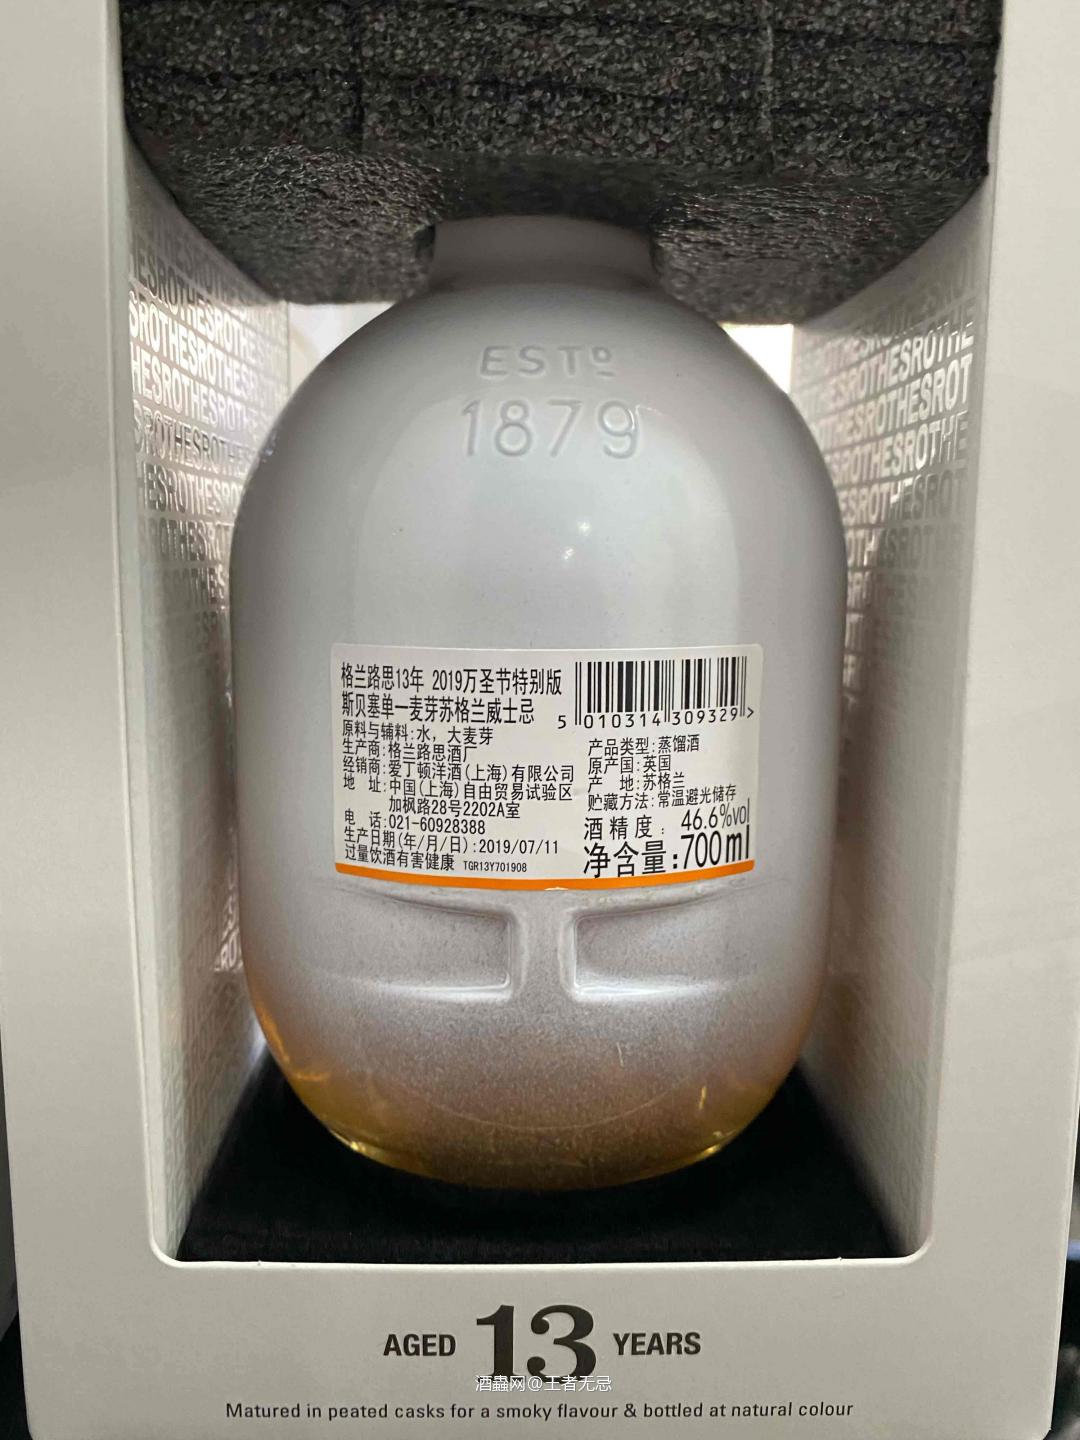 ESTD
1879
格兰路思13年 2019万圣节特别版
斯贝塞单一麦芽苏格兰威士忌
原料与辅料:水，大麦芽
生产商:格兰路思酒厂
经销商:爱丁顿洋酒(上海)有限公司
地 址:中国(上海)自由贸易试验区
加枫路28号2202A室
电 话:021-60928388
生产日期(年/月/日):2019/07/11
过量饮酒有害健康 TGR13Y701908
5 010314 309329 >
产品类型:蒸馏酒
原产国:英国
产 地:苏格兰
贮藏方法:常温避光储存
酒精度: 46.6%vol
净含量:700ml
AGED 13 YEARS
酒蟲网@王者无忌
Matured in peated casks for a smoky flavour & bottled at natural colour